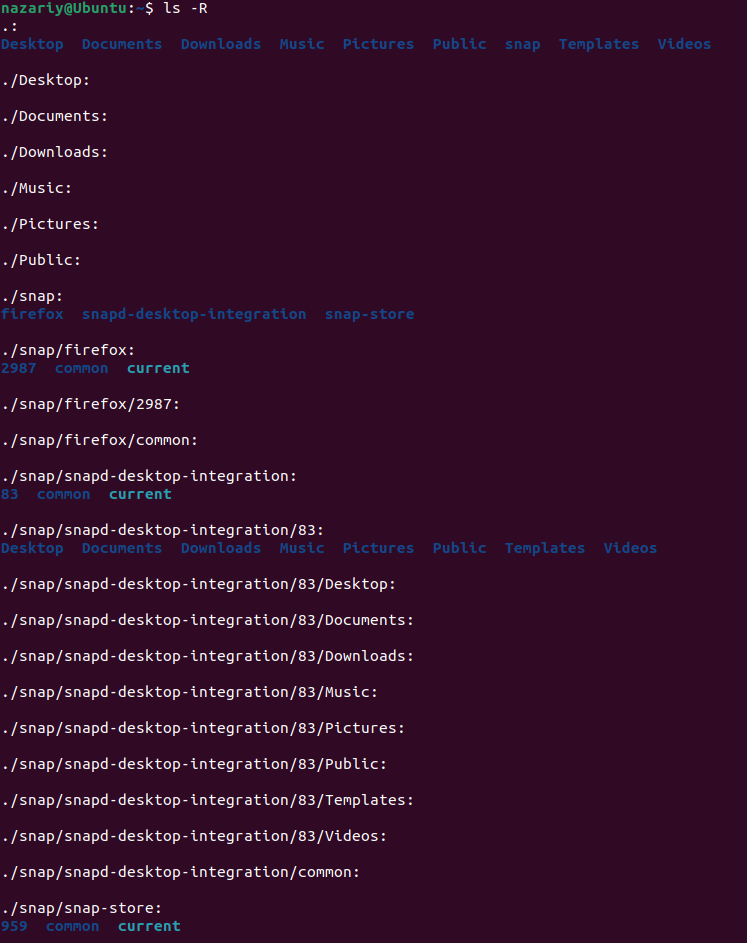 nazariy@Ubuntu:~$ ls -R
.:
Desktop  Documents  Downloads  Music  Pictures  Public  snap  Templates  Videos
./Desktop:
./Documents:
./Downloads:
./Music:
./Pictures:
./Public:
./snap:
firefox  snapd-desktop-integration  snap-store
./snap/firefox:
2987  common  current
./snap/firefox/2987:
./snap/firefox/common:
./snap/snapd-desktop-integration:
83  common  current
./snap/snapd-desktop-integration/83:
Desktop  Documents  Downloads  Music  Pictures  Public  Templates  Videos
./snap/snapd-desktop-integration/83/Desktop:
./snap/snapd-desktop-integration/83/Documents:
./snap/snapd-desktop-integration/83/Downloads:
./snap/snapd-desktop-integration/83/Music:
./snap/snapd-desktop-integration/83/Pictures:
./snap/snapd-desktop-integration/83/Public:
./snap/snapd-desktop-integration/83/Templates:
./snap/snapd-desktop-integration/83/Videos:
./snap/snapd-desktop-integration/common:
./snap/snap-store:
959  common  current